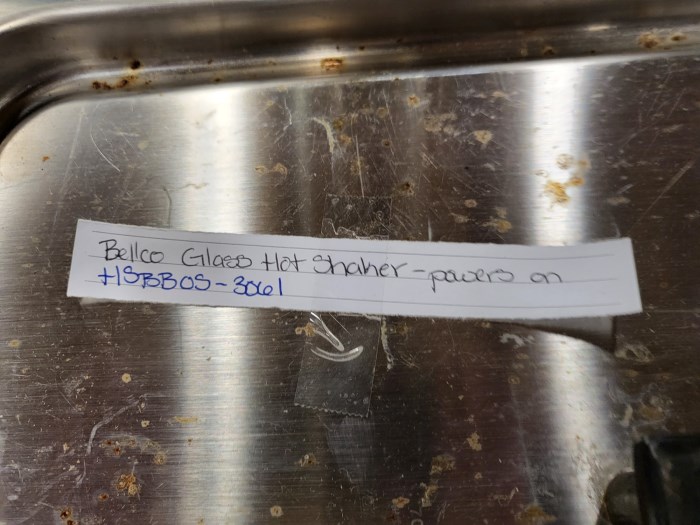 Bellco Glass Hot Shaker - powers on
HSBBOS-3061